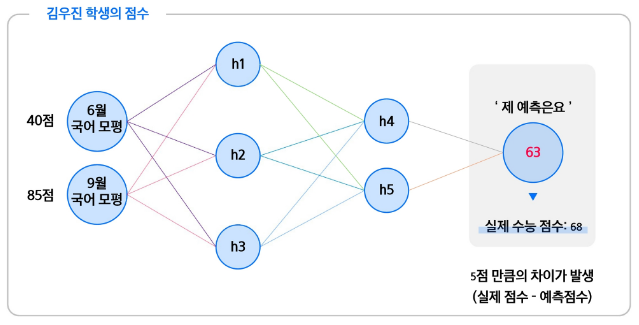 김우진 학생의 점수
h1
6월
국어 모평
40점
h4
' 제 예측은요 '
63
h2
9월
국어 모평
85점
h5
실제 수능 점수: 68
h3
5점 만큼의 차이가 발생
(실제 점수 - 예측점수)